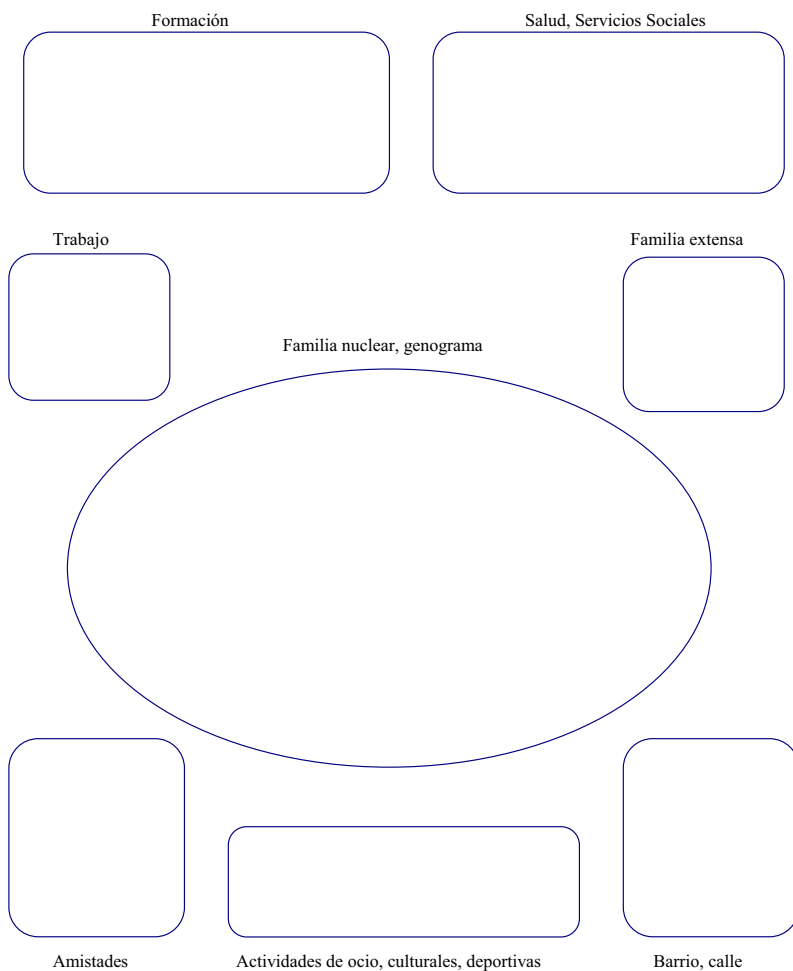 Formación
Salud, Servicios Sociales
Trabajo
Familia extensa
Familia nuclear, genograma
Amistades
Actividades de ocio, culturales, deportivas
Barrio, calle